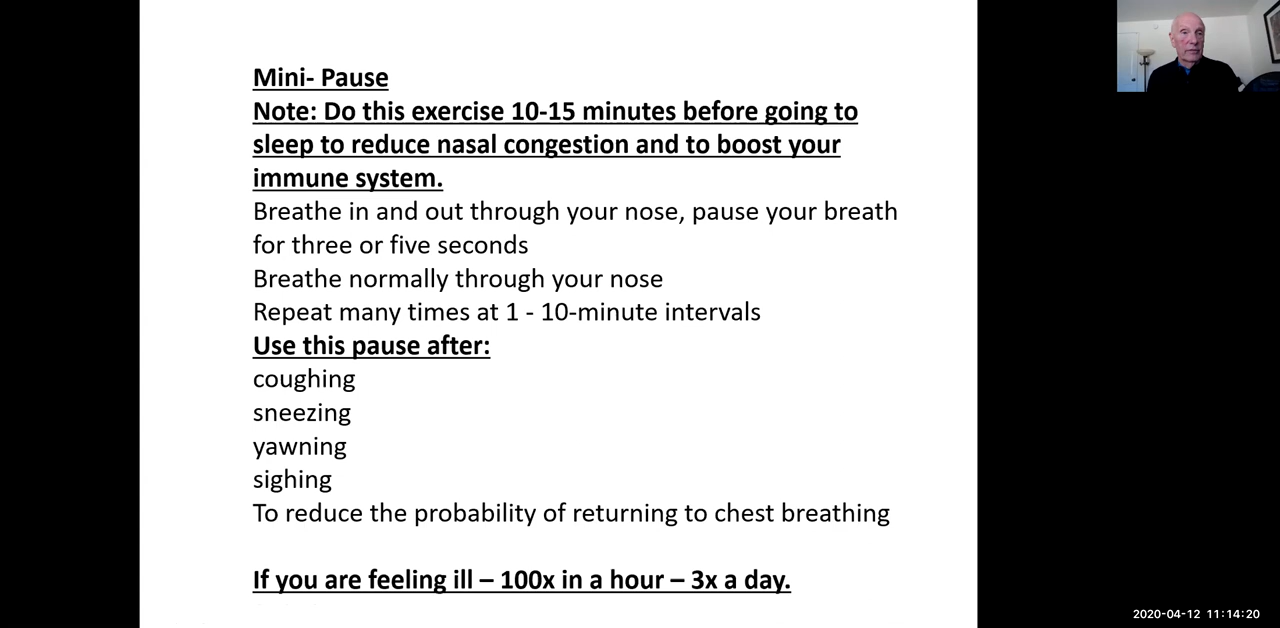 Mini- Pause
Note: Do this exercise 10-15 minutes before going to
sleep to reduce nasal congestion and to boost your
immune system.
Breathe in and out through your nose, pause your breath
for three or five seconds
Breathe normally through your nose
Repeat many times at 1 - 10-minute intervals
Use this pause after:
coughing
sneezing
yawning
sighing
To reduce the probability of returning to chest breathing
If you are feeling ill – 100x in a hour – 3x a day.
2020-04-12 11:14:20